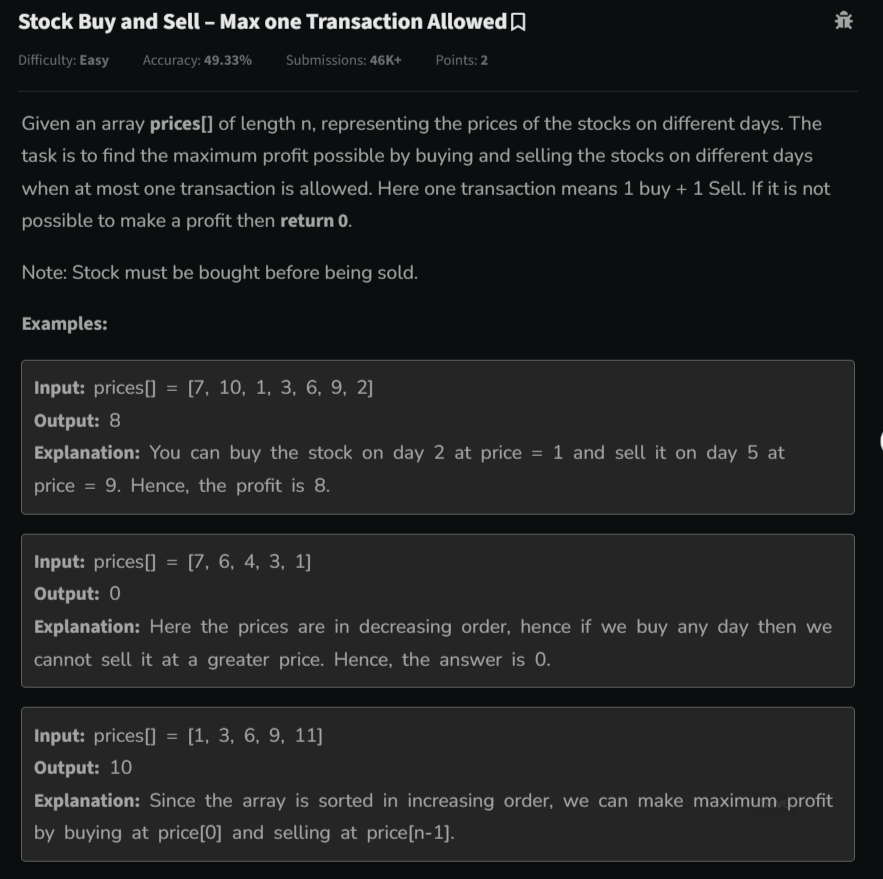 Stock Buy and Sell – Max one Transaction Allowed
Difficulty: Easy Accuracy: 49.33% Submissions: 46K+ Points: 2
Given an array prices[] of length n, representing the prices of the stocks on different days. The
task is to find the maximum profit possible by buying and selling the stocks on different days
when at most one transaction is allowed. Here one transaction means 1 buy + 1 Sell. If it is not
possible to make a profit then return 0.
Note: Stock must be bought before being sold.
Examples:
Input: prices[] = [7, 10, 1, 3, 6, 9, 2]
Output: 8
Explanation: You can buy the stock on day 2 at price = 1 and sell it on day 5 at
price = 9. Hence, the profit is 8.
Input: prices[] = [7, 6, 4, 3, 1]
Output: 0
Explanation: Here the prices are in decreasing order, hence if we buy any day then we
cannot sell it at a greater price. Hence, the answer is 0.
Input: prices[] = [1, 3, 6, 9, 11]
Output: 10
Explanation: Since the array is sorted in increasing order, we can make maximum profit
by buying at price[0] and selling at price[n-1].